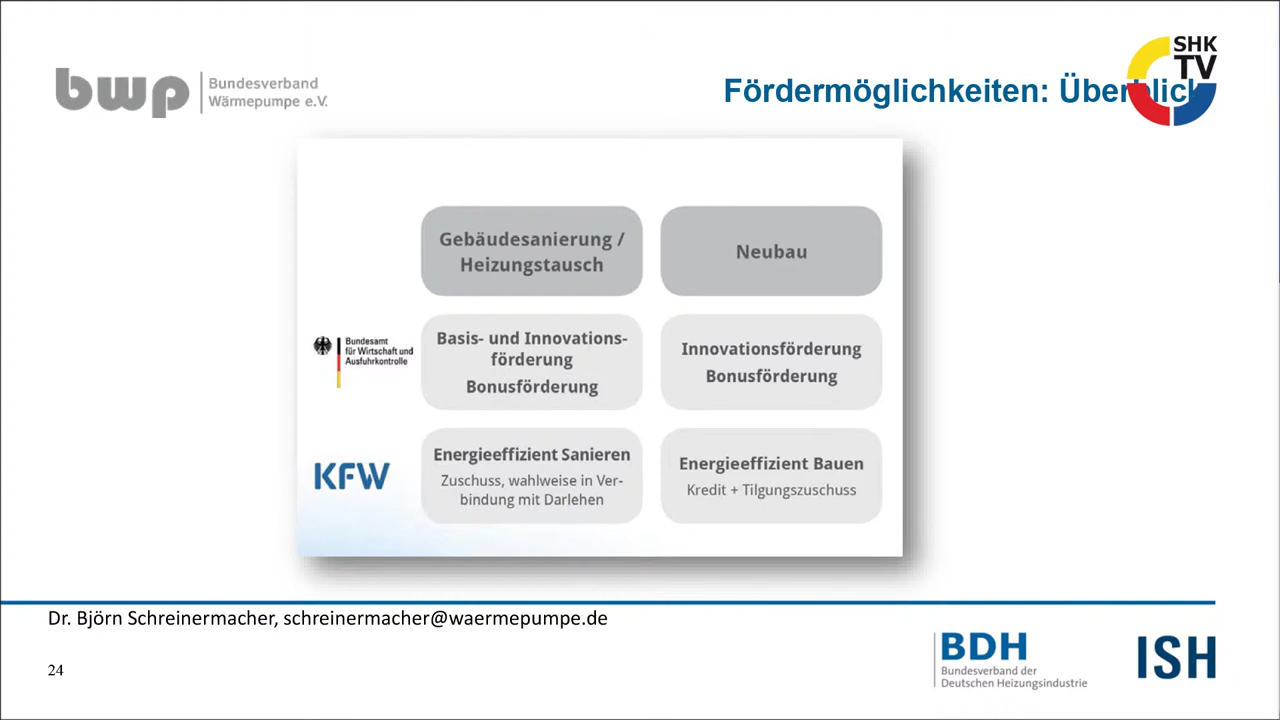 bwp
Bundesverband
Wärmepumpe e.V.
Fördermöglichkeiten: Überblick
SHK
TV
Gebäudesanierung /
Heizungstausch
Neubau
Bundesamt
für Wirtschaft und
Ausfuhrkontrolle
Basis- und Innovations-
förderung
Bonusförderung
Innovationsförderung
Bonusförderung
KFW
Energieeffizient Sanieren
Zuschuss, wahlweise in Ver-
bindung mit Darlehen
Energieeffizient Bauen
Kredit + Tilgungszuschuss
Dr. Björn Schreinermacher, schreinermacher@waermepumpe.de
24
BDH
Bundesverband der
Deutschen Heizungsindustrie
ISH